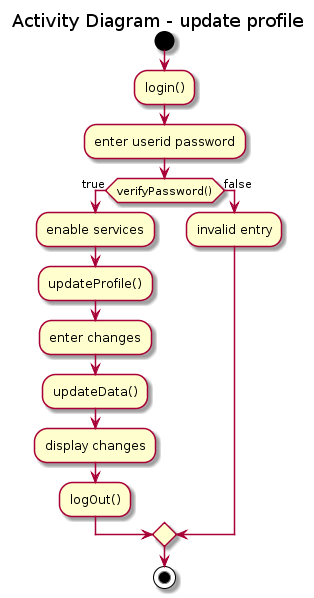 Activity Diagram - update profile
login()
enter userid password
true
verifyPassword()
false
enable services
invalid entry
updateProfile()
enter changes
updateData()
display changes
logOut()